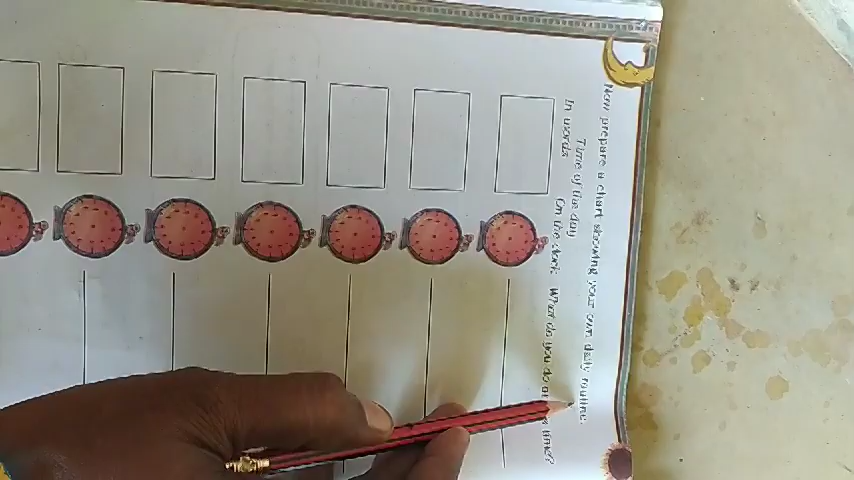 Now prepare a chart showing your own daily routine:
Time of the day
In words On the clock What do you do at time?